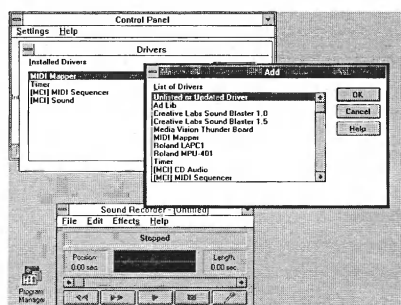 Control Panel
Settings Help
Drivers
Installed Drivers
MIDI Mapper
Timer
[MCI] MIDI Sequencer
[MCI] Sound
Add
List of Drivers
Unlisted or Updated Driver
Ad Lib
Creative Labs Sound Blaster 1.0
Creative Labs Sound Blaster 1.5
Media Vision Thunder Board
MIDI Mapper
Roland LAPC1
Roland MPU-401
Timer
[MCI] CD Audio
[MCI] MIDI Sequencer
OK
Cancel
Help
Sound Recorder - [Untitled]
File Edit Effects Help
Stopped
Position: Length:
0.00 sec. 0.00 sec.
Program
Manager